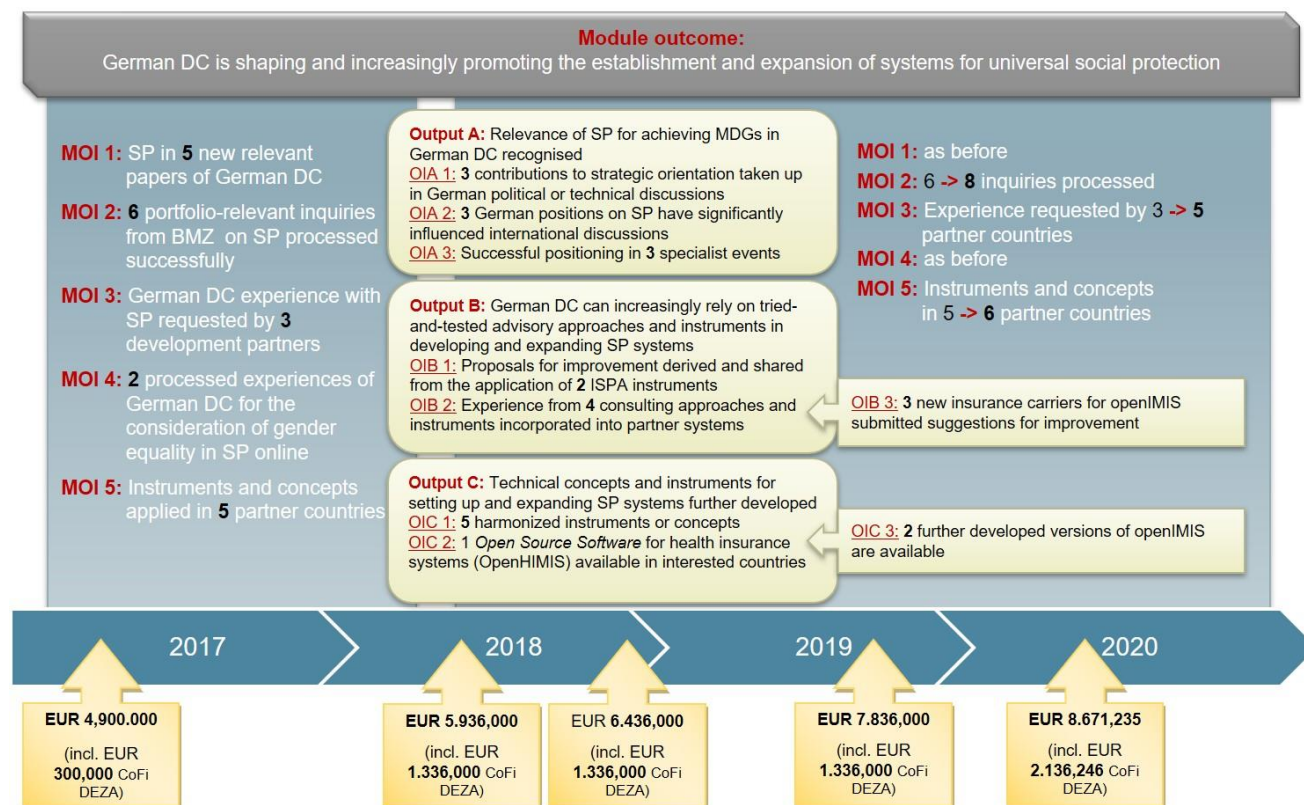 Module outcome:
German DC is shaping and increasingly promoting the establishment and expansion of systems for universal social protection
MOI 1: SP in 5 new relevant
papers of German DC
MOI 2: 6 portfolio-relevant inquiries
from BMZ on SP processed
successfully
MOI 3: German DC experience with
SP requested by 3
development partners
MOI 4: 2 processed experiences of
German DC for the
consideration of gender
equality in SP online
MOI 5: Instruments and concepts
applied in 5 partner countries
Output A: Relevance of SP for achieving MDGs in
German DC recognised
OIA 1: 3 contributions to strategic orientation taken up
in German political or technical discussions
OIA 2: 3 German positions on SP have significantly
influenced international discussions
OIA 3: Successful positioning in 3 specialist events
Output B: German DC can increasingly rely on tried-
and-tested advisory approaches and instruments in
developing and expanding SP systems
OIB 1: Proposals for improvement derived and shared
from the application of 2 ISPA instruments
OIB 2: Experience from 4 consulting approaches and
instruments incorporated into partner systems
Output C: Technical concepts and instruments for
setting up and expanding SP systems further developed
OIC 1: 5 harmonized instruments or concepts
OIC 2: 1 Open Source Software for health insurance
systems (OpenHIMIS) available in interested countries
MOI 1: as before
MOI 2: 6 -> 8 inquiries processed
MOI 3: Experience requested by 3 -> 5
partner countries
MOI 4: as before
MOI 5: Instruments and concepts
in 5 -> 6 partner countries
OIB 3: 3 new insurance carriers for openIMIS
submitted suggestions for improvement
OIC 3: 2 further developed versions of openIMIS
are available
2017
2018
2019
2020
EUR 4,900.000
(incl. EUR
300,000 CoFi
DEZA)
EUR 5.936,000
(incl. EUR
1.336,000 CoFi
DEZA)
EUR 6.436,000
(incl. EUR
1.336,000 CoFi
DEZA)
EUR 7.836,000
(incl. EUR
1.336,000 CoFi
DEZA)
EUR 8.671,235
(incl. EUR
2.136,246 CoFi
DEZA)